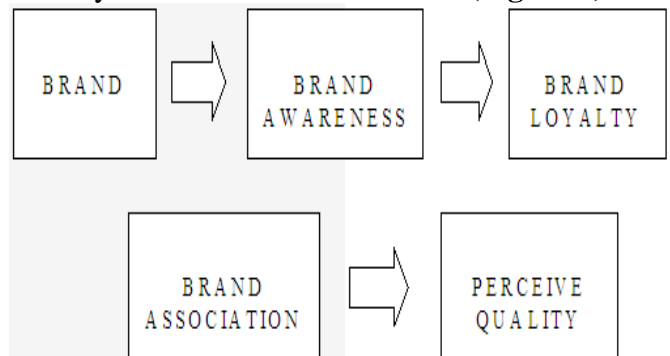 BRAND
BRAND
AWARENESS
BRAND
LOYALTY
BRAND
ASSOCIATION
PERCEIVE
QUALITY